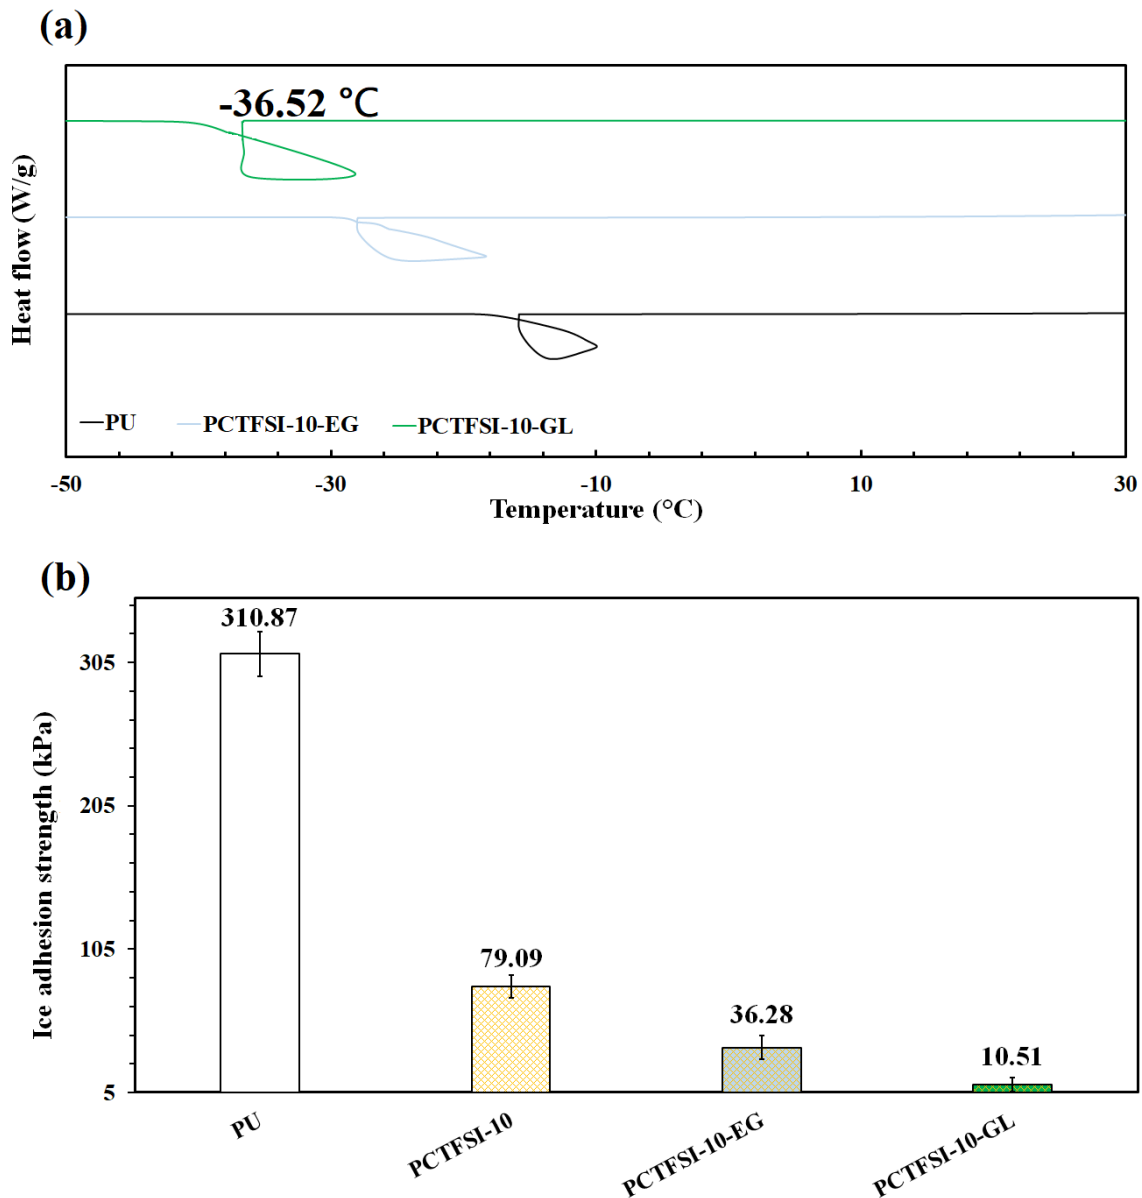 (a)
-36.52 °C
Heat flow (W/g)
PU PCTFSI-10-EG PCTFSI-10-GL
-50 -30 -10 10 30
Temperature (°C)
(b)
310.87
305
Ice adhesion strength (kPa)
205
105
79.09
36.28
10.51
5
PU PCTFSI-10 PCTFSI-10-EG PCTFSI-10-GL